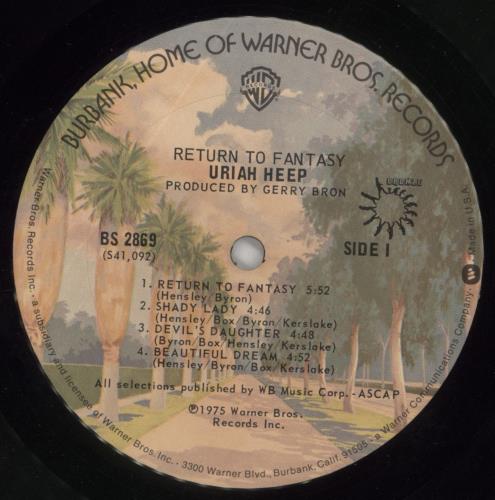 BURBANK, HOME OF WARNER BROS. RECORDS
RETURN TO FANTASY
URIAH HEEP
PRODUCED BY GERRY BRON
BRONZE
BS 2869
(S41,092)
SIDE I
1. RETURN TO FANTASY 5:52
(Hensley/Byron)
2. SHADY LADY 4:46
(Hensley/Box/Byron/Kerslake)
3. DEVIL'S DAUGHTER 4:48
(Box/Byron/Hensley/Kerslake)
4. BEAUTIFUL DREAM 4:52
(Hensley/Byron/Box/Kerslake)
All selections published by WB Music Corp.-ASCAP
℗1975 Warner Bros.
Records Inc.
Warner Bros. Records Inc. - a subsidiary and licensee of Warner Bros. Inc. - 3300 Warner Blvd., Burbank, Calif. 91505 - a Warner Communications Company. Made in U.S.A.